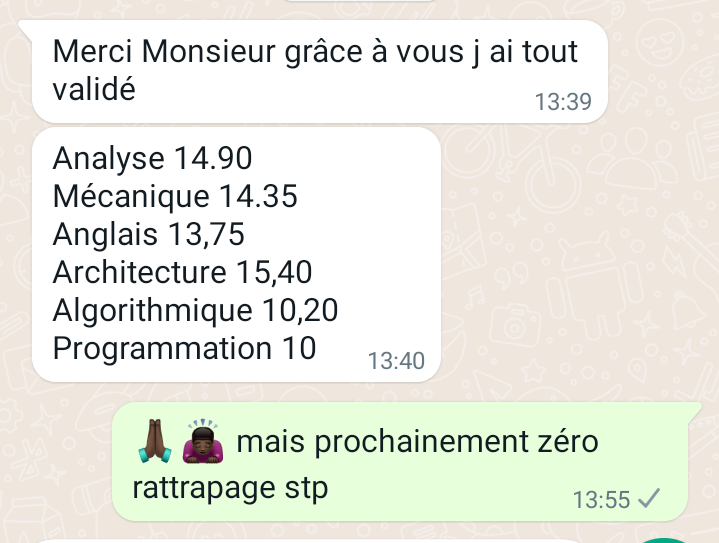 Merci Monsieur grâce à vous j ai tout
validé
13:39
Analyse 14.90
Mécanique 14.35
Anglais 13,75
Architecture 15,40
Algorithmique 10,20
Programmation 10
13:40
🙏🏿🙇🏿 mais prochainement zéro
rattrapage stp
13:55